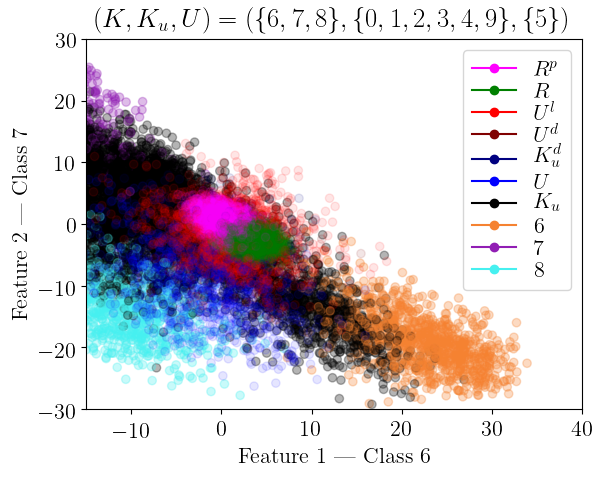 (K, K_u, U) = ({6, 7, 8}, {0, 1, 2, 3, 4, 9}, {5})
30
20
10
0
−10
−20
−30
Feature 2 — Class 7
R^p
R
U^l
U^d
K_u^d
U
K_u
6
7
8
−10
0
10
20
30
40
Feature 1 — Class 6